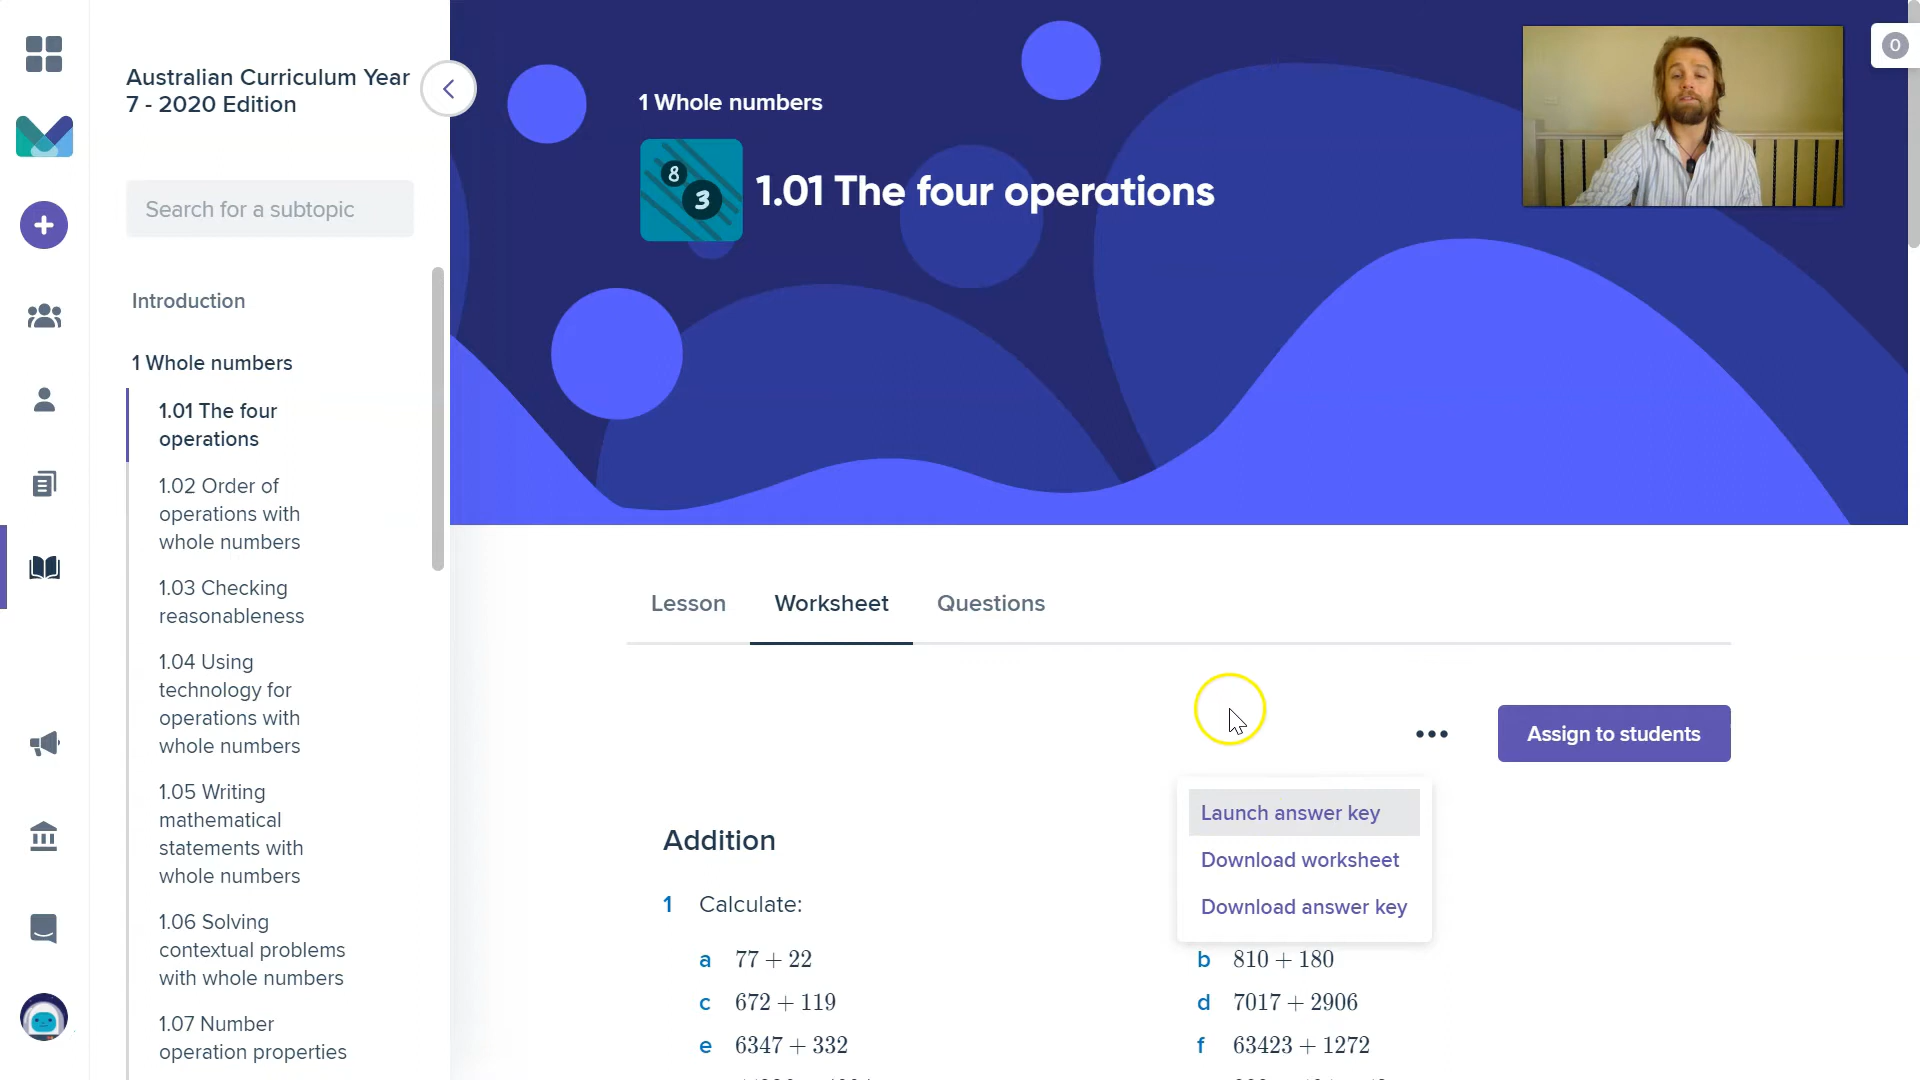 Australian Curriculum Year
7 - 2020 Edition
Search for a subtopic
Introduction
1 Whole numbers
1.01 The four
operations
1.02 Order of
operations with
whole numbers
1.03 Checking
reasonableness
1.04 Using
technology for
operations with
whole numbers
1.05 Writing
mathematical
statements with
whole numbers
1.06 Solving
contextual problems
with whole numbers
1.07 Number
operation properties
0
1 Whole numbers
8
3
1.01 The four operations
Lesson Worksheet Questions
Assign to students
Launch answer key
Download worksheet
Download answer key
Addition
1 Calculate:
a 77 + 22
b 810 + 180
c 672 + 119
d 7017 + 2906
e 6347 + 332
f 63423 + 1272